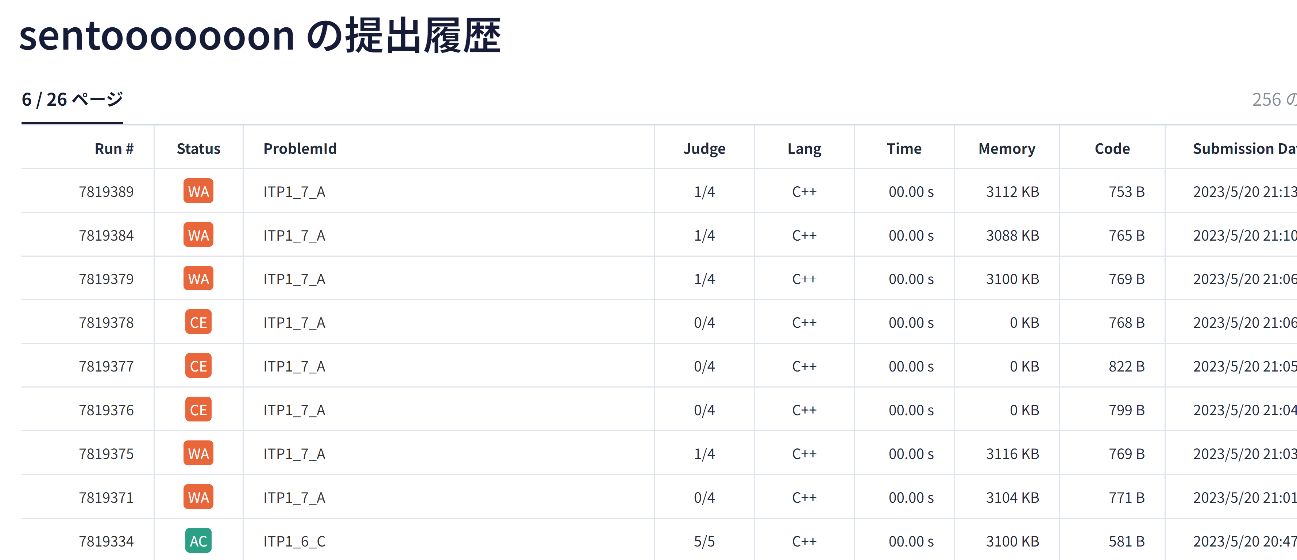 sentooooooon の提出履歴
6 / 26 ページ
256 の
Run # Status ProblemId Judge Lang Time Memory Code Submission Da
7819389 WA ITP1_7_A 1/4 C++ 00.00 s 3112 KB 753 B 2023/5/20 21:13
7819384 WA ITP1_7_A 1/4 C++ 00.00 s 3088 KB 765 B 2023/5/20 21:10
7819379 WA ITP1_7_A 1/4 C++ 00.00 s 3100 KB 769 B 2023/5/20 21:06
7819378 CE ITP1_7_A 0/4 C++ 00.00 s 0 KB 768 B 2023/5/20 21:06
7819377 CE ITP1_7_A 0/4 C++ 00.00 s 0 KB 822 B 2023/5/20 21:05
7819376 CE ITP1_7_A 0/4 C++ 00.00 s 0 KB 799 B 2023/5/20 21:04
7819375 WA ITP1_7_A 1/4 C++ 00.00 s 3116 KB 769 B 2023/5/20 21:03
7819371 WA ITP1_7_A 0/4 C++ 00.00 s 3104 KB 771 B 2023/5/20 21:01
7819334 AC ITP1_6_C 5/5 C++ 00.00 s 3100 KB 581 B 2023/5/20 20:47